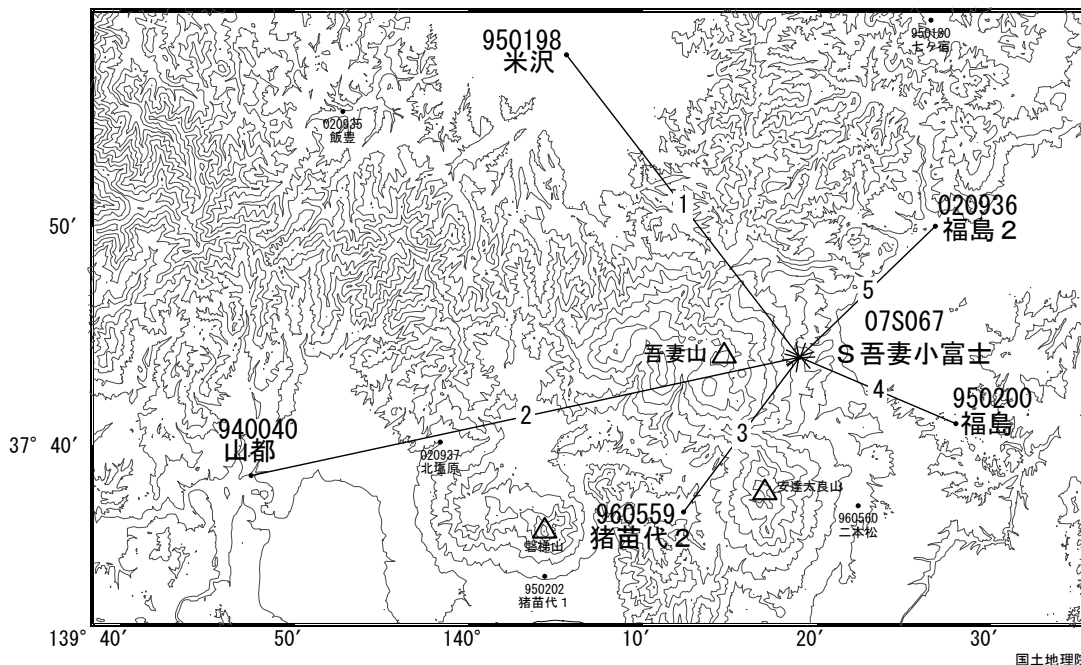 950180
七ヶ宿
950198
米沢
020935
飯豊
1
020936
福島2
50′
5
07S067
S吾妻小富士
吾妻山
4
950200
福島
2
940040
山都
3
37° 40′
020937
北塩原
安達太良山
960559
猪苗代2
960560
二本松
磐梯山
950202
猪苗代1
139° 40′
50′
140°
10′
20′
30′
国土地理院